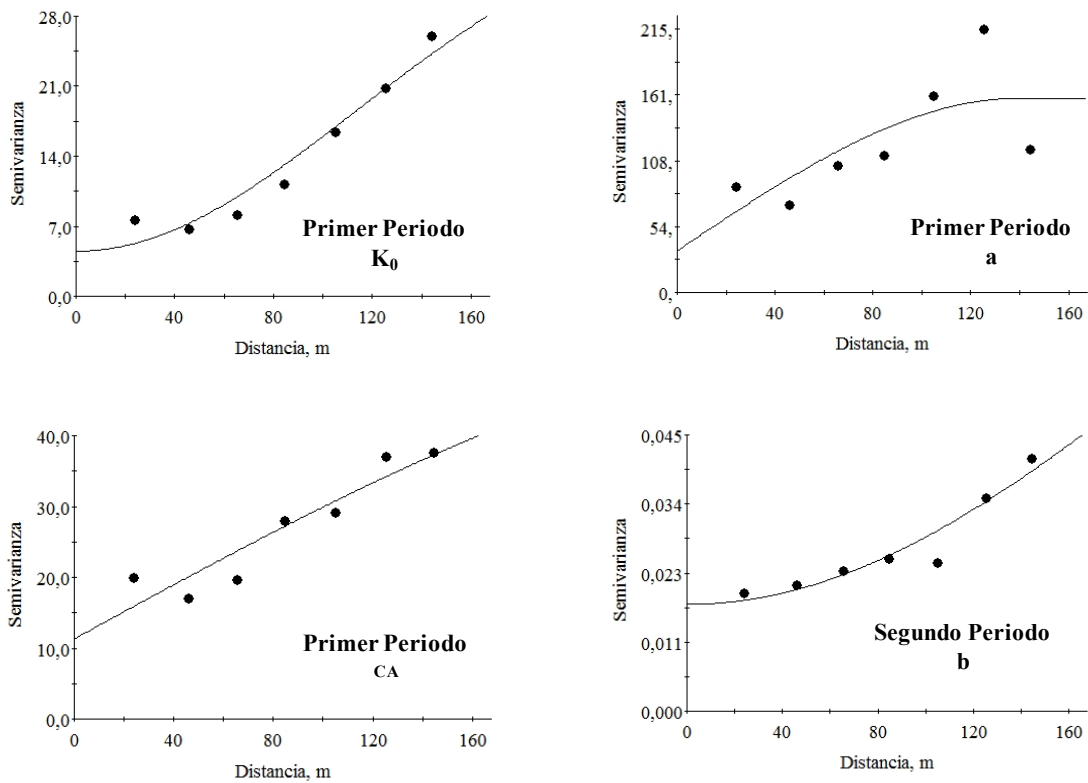 28,0
21,0
14,0
7,0
0,0
Semivarianza
0 40 80 120 160
Distancia, m
Primer Periodo
K0
215,
161,
108,
54,
0,
Semivarianza
0 40 80 120 160
Distancia, m
Primer Periodo
a
40,0
30,0
20,0
10,0
0,0
Semivarianza
0 40 80 120 160
Distancia, m
Primer Periodo
CA
0,045
0,034
0,023
0,011
0,000
Semivarianza
0 40 80 120 160
Distancia, m
Segundo Periodo
b